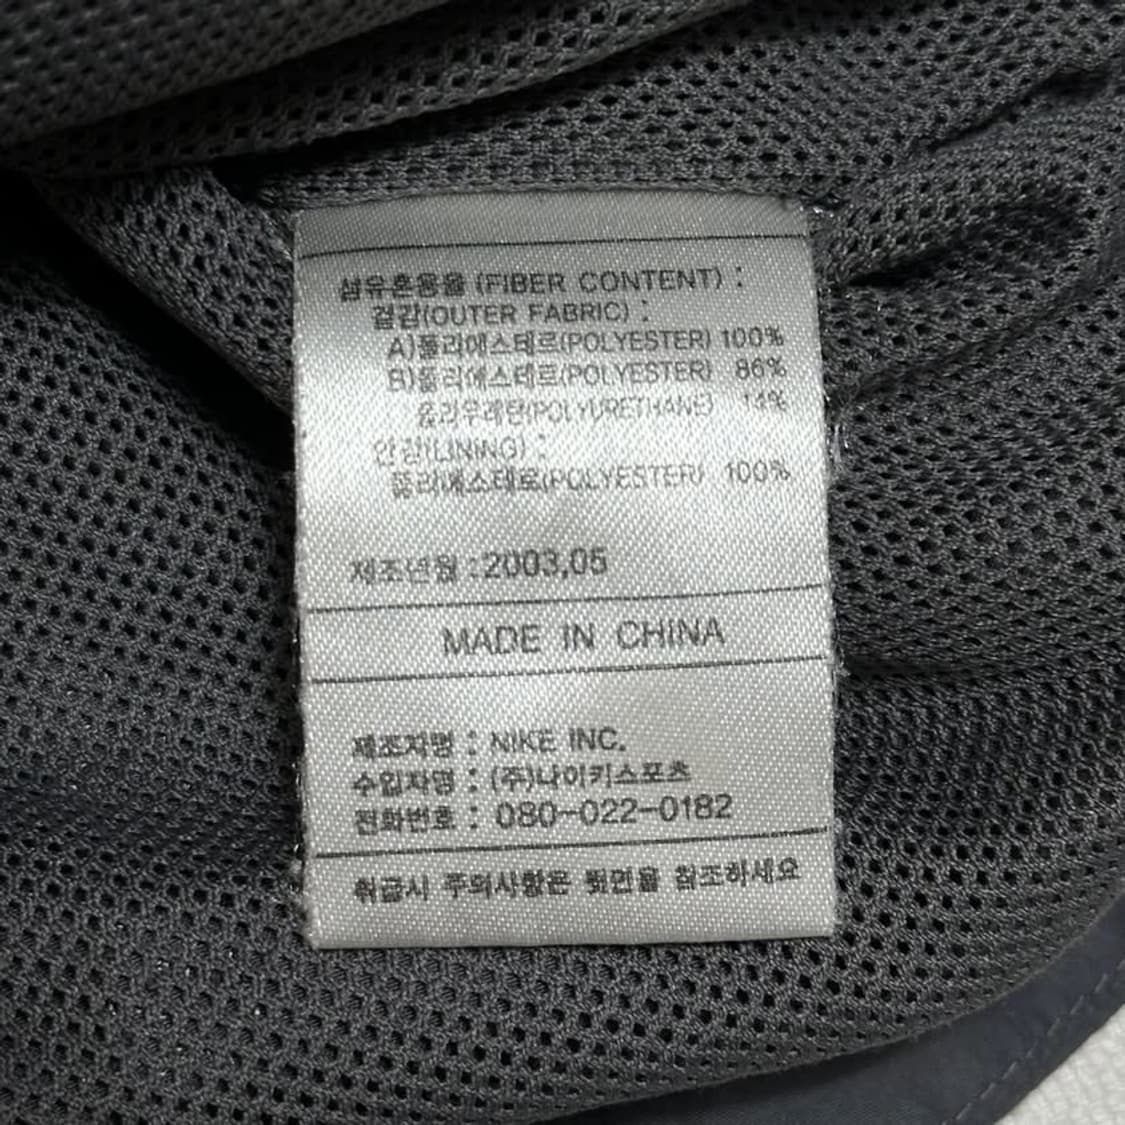 섬유혼용율 (FIBER CONTENT) :
겉감(OUTER FABRIC) :
A)폴리에스테르(POLYESTER) 100%
B)폴리에스테르(POLYESTER) 86%
폴리우레탄(POLYURETHANE) 14%
안감(LINING) :
폴리에스테르(POLYESTER) 100%
제조년월 : 2003.05
MADE IN CHINA
제조자명 : NIKE INC.
수입자명 : (주)나이키스포츠
전화번호 : 080-022-0182
취급시 주의사항은 뒷면을 참조하세요